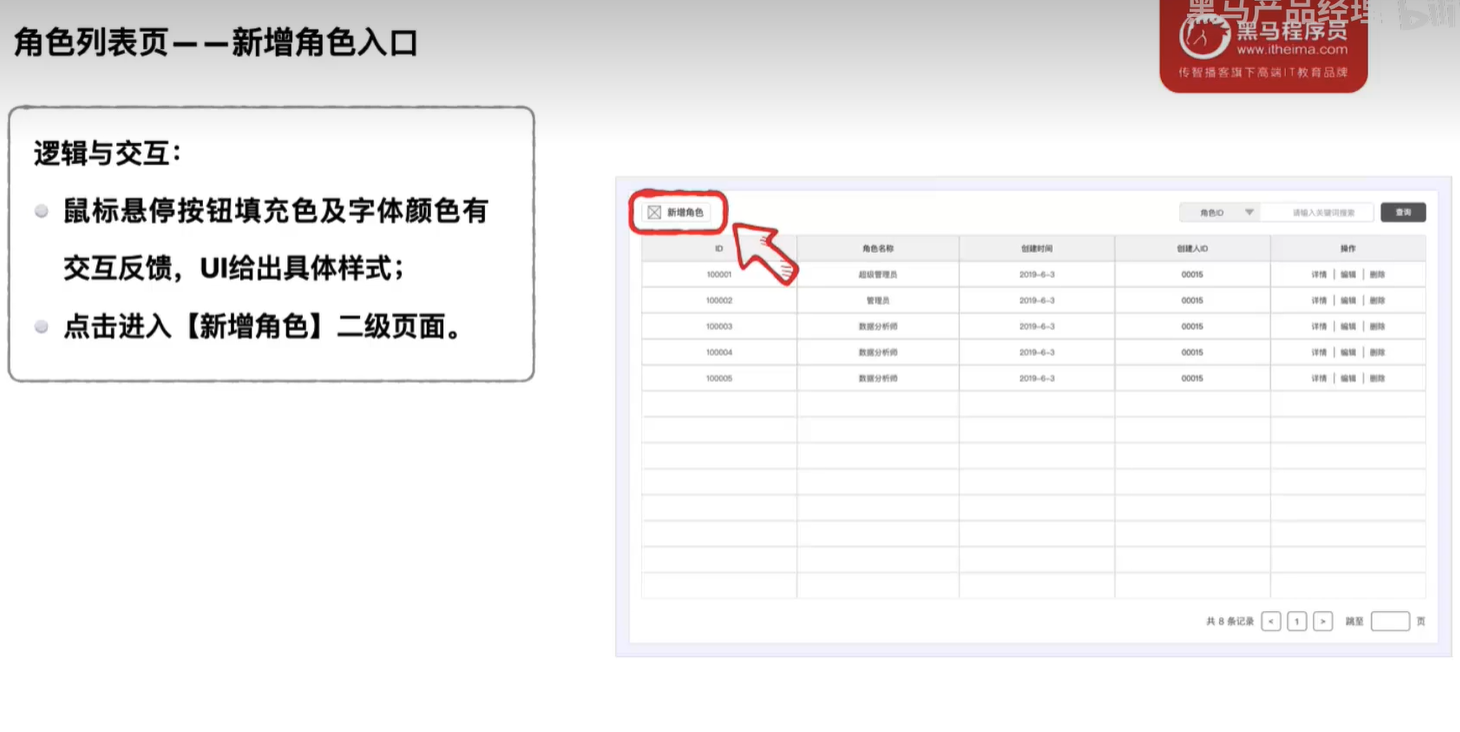 角色列表页——新增角色入口
黑马产品经理
黑马程序员
www.itheima.com
传智播客旗下高端IT教育品牌
逻辑与交互：
鼠标悬停按钮填充色及字体颜色有
交互反馈，UI给出具体样式；
点击进入【新增角色】二级页面。
新增角色 角色ID 请输入关键词搜索 查询
ID 角色名称 创建时间 创建人ID 操作
100001 超级管理员 2019-6-3 00015 详情 | 编辑 | 删除
100002 管理员 2019-6-3 00015 详情 | 编辑 | 删除
100003 数据分析师 2019-6-3 00015 详情 | 编辑 | 删除
100004 数据分析师 2019-6-3 00015 详情 | 编辑 | 删除
100005 数据分析师 2019-6-3 00015 详情 | 编辑 | 删除
共 8 条记录 < 1 > 跳至 页